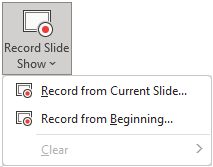 Record Slide
Show
Record from Current Slide...
Record from Beginning...
Clear